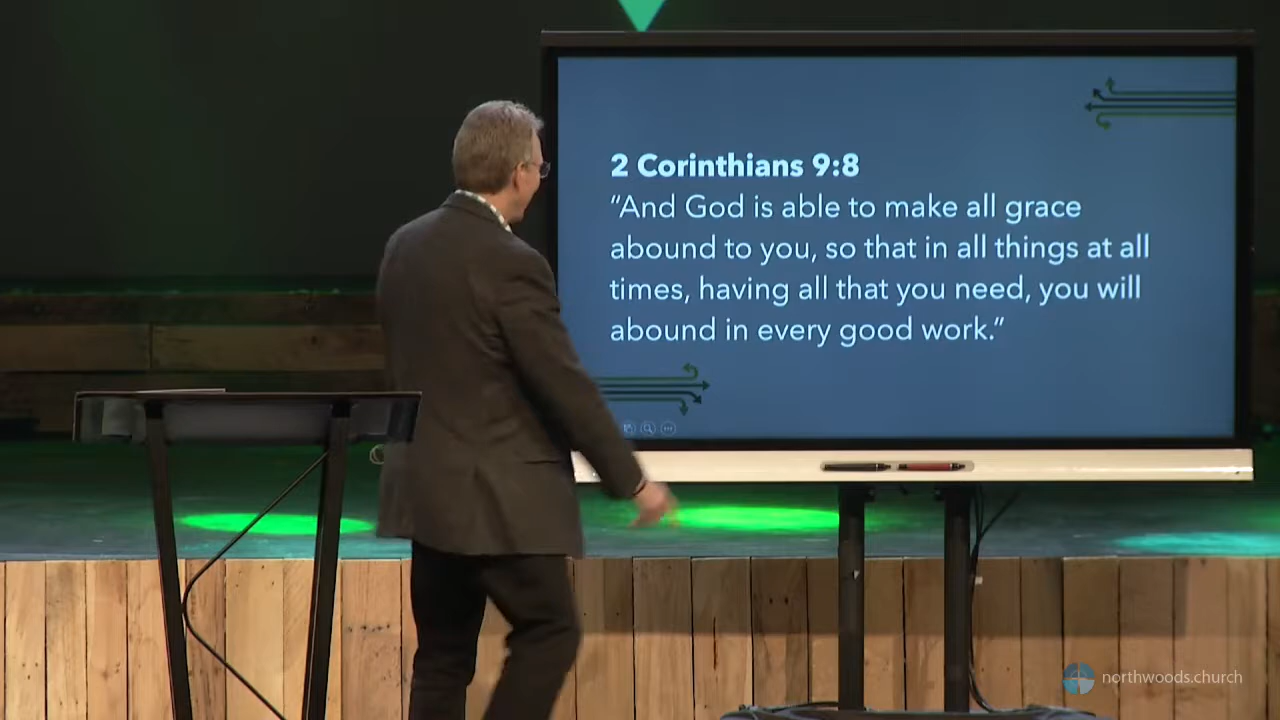 2 Corinthians 9:8
“And God is able to make all grace
abound to you, so that in all things at all
times, having all that you need, you will
abound in every good work.”
northwoods.church